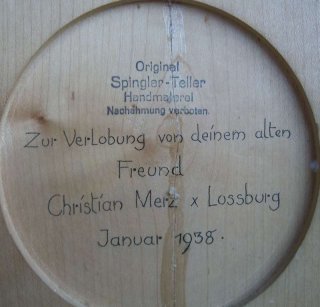 Original
Spingler-Teller
Handmalerei
Nachahmung verboten.
Zur Verlobung von deinem alten
Freund
Christian Merz x Lossburg
Januar 1938.